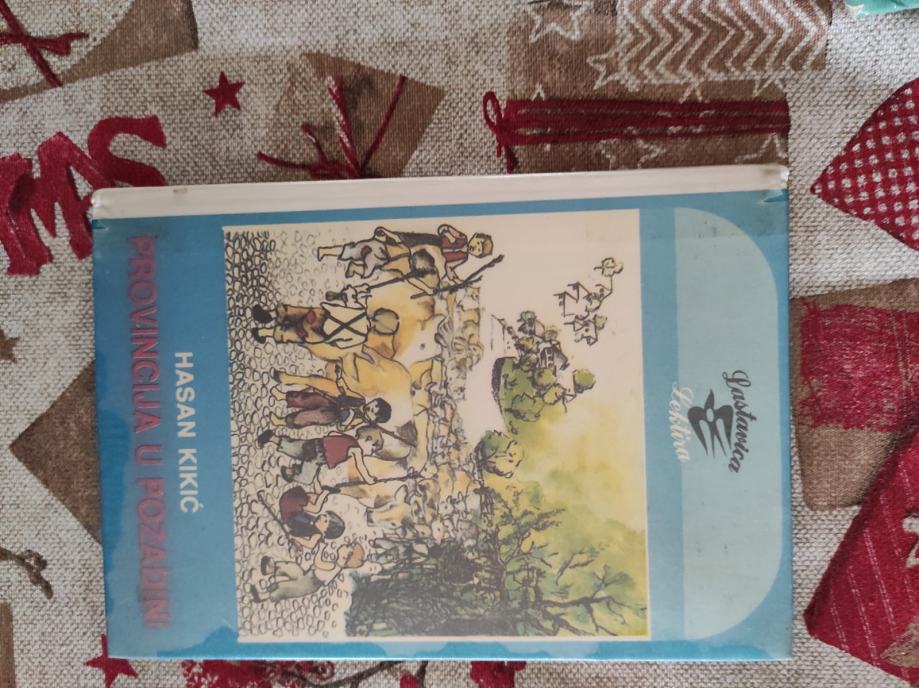 Lastavica
Lektira
HASAN KIKIĆ
PROVINCIJA U POZADINI